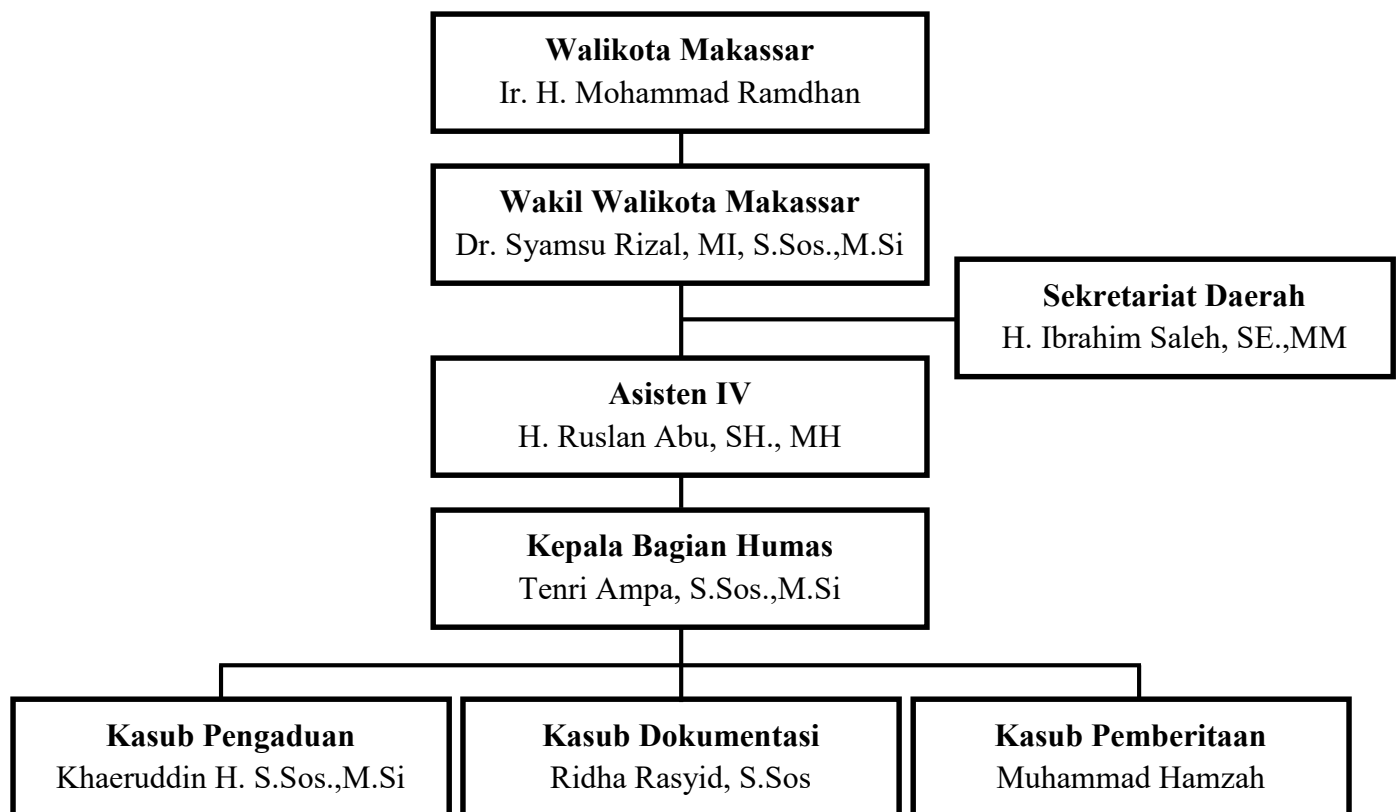 Walikota Makassar
Ir. H. Mohammad Ramdhan
Wakil Walikota Makassar
Dr. Syamsu Rizal, MI, S.Sos.,M.Si
Sekretariat Daerah
H. Ibrahim Saleh, SE.,MM
Asisten IV
H. Ruslan Abu, SH., MH
Kepala Bagian Humas
Tenri Ampa, S.Sos.,M.Si
Kasub Pengaduan
Khaeruddin H. S.Sos.,M.Si
Kasub Dokumentasi
Ridha Rasyid, S.Sos
Kasub Pemberitaan
Muhammad Hamzah